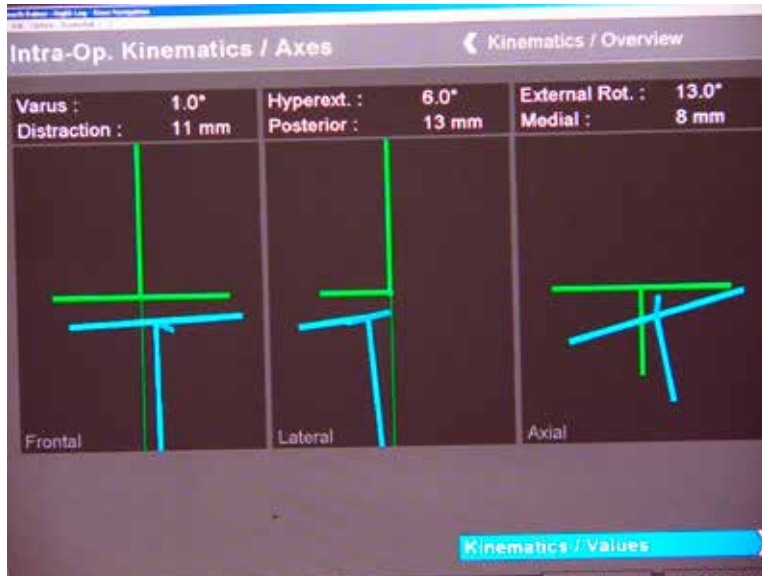 Intra-Op. Kinematics / Axes
❮ Kinematics / Overview
Varus : 1.0°
Distraction : 11 mm
Hyperext. : 6.0°
Posterior : 13 mm
External Rot. : 13.0°
Medial : 8 mm
Frontal
Lateral
Axial
Kinematics / Values